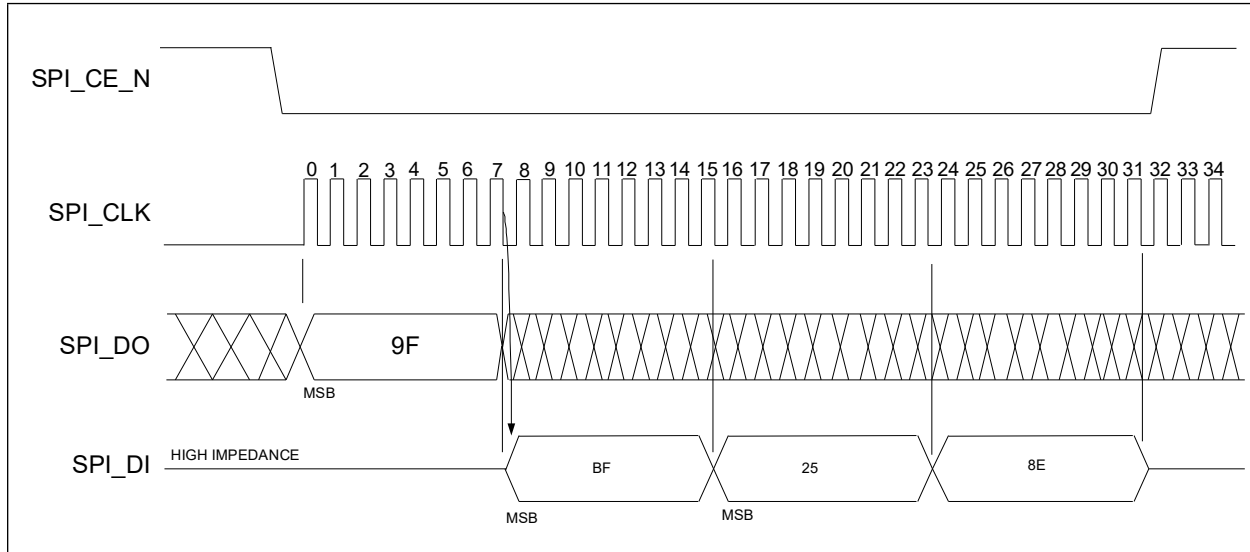 SPI_CE_N
0 1 2 3 4 5 6 7 8 9 10 11 12 13 14 15 16 17 18 19 20 21 22 23 24 25 26 27 28 29 30 31 32 33 34
SPI_CLK
SPI_DO
9F
MSB
SPI_DI
HIGH IMPEDANCE
BF
25
8E
MSB
MSB